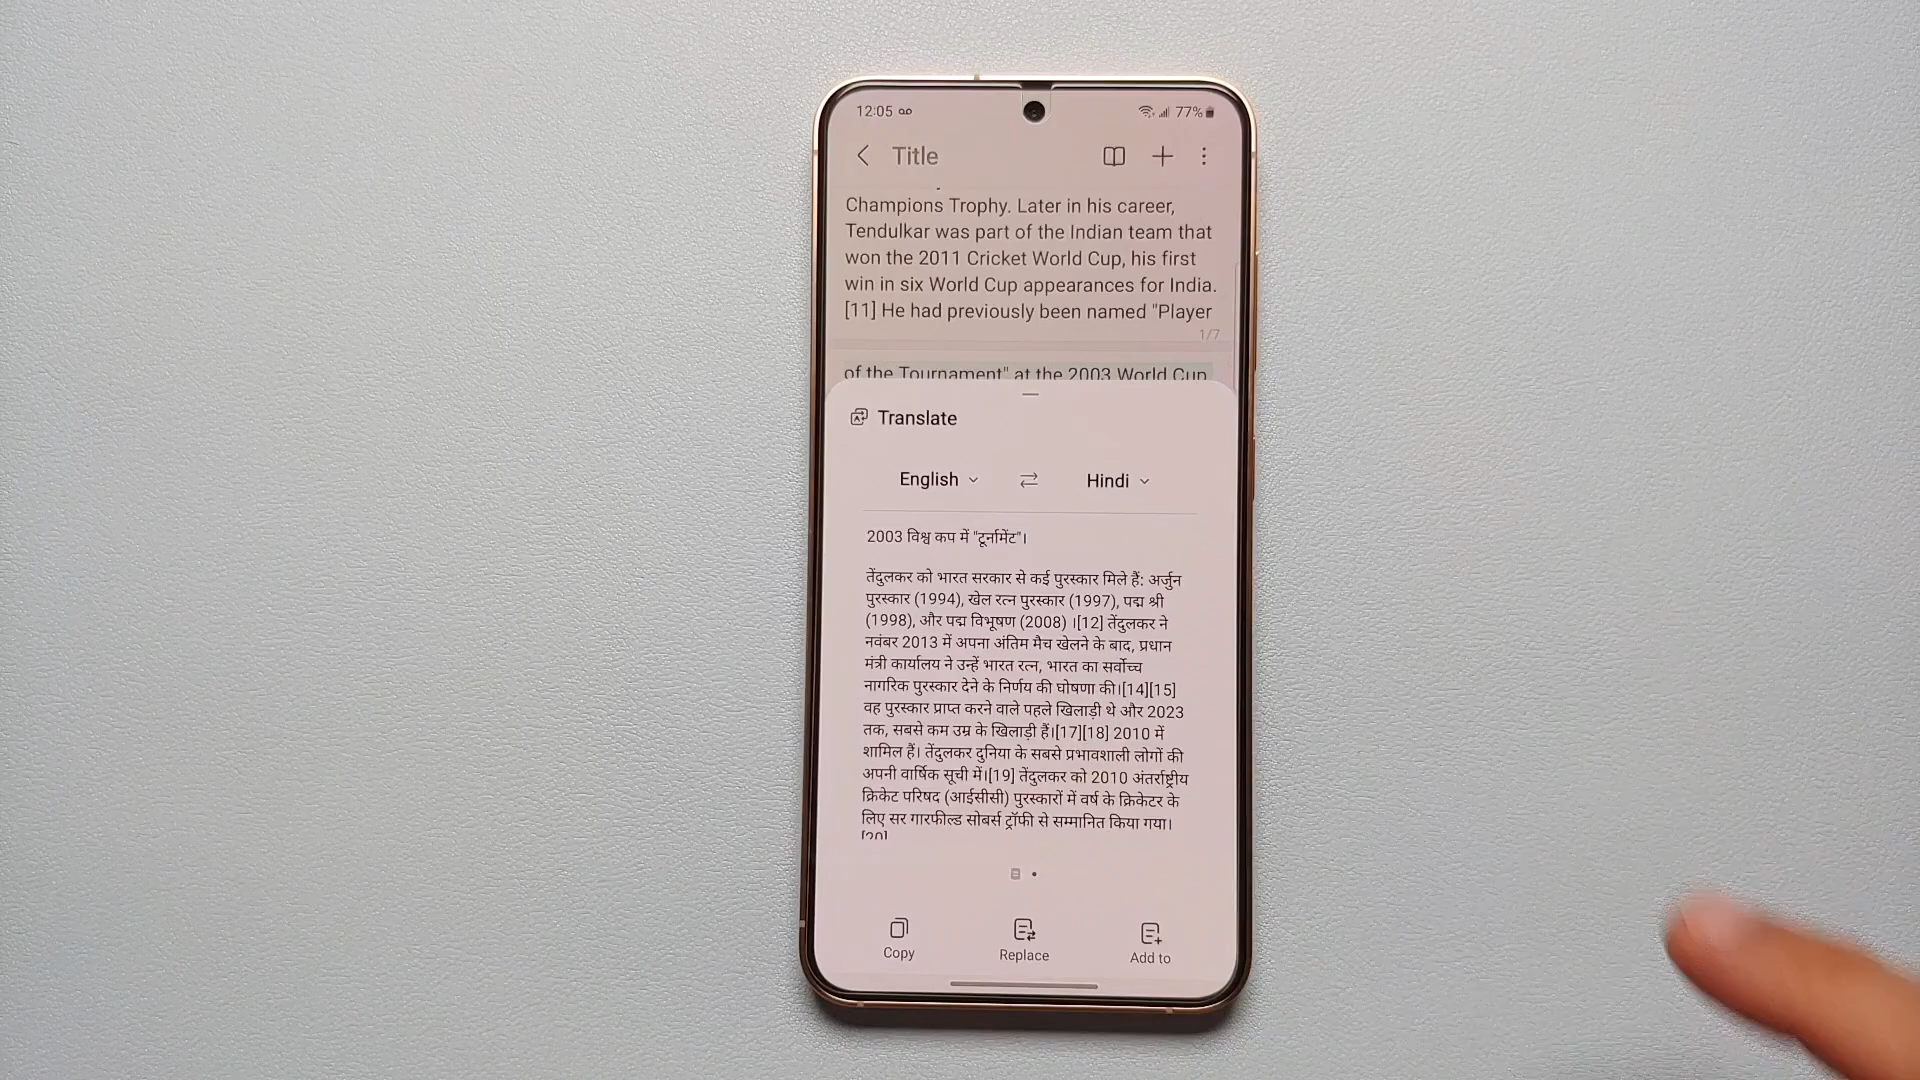 12:05
77%
Title
Champions Trophy. Later in his career,
Tendulkar was part of the Indian team that
won the 2011 Cricket World Cup, his first
win in six World Cup appearances for India.
[11] He had previously been named "Player
1/7
of the Tournament" at the 2003 World Cup
Translate
English
Hindi
2003 विश्व कप में "टूर्नामेंट"।
तेंदुलकर को भारत सरकार से कई पुरस्कार मिले हैं: अर्जुन
पुरस्कार (1994), खेल रत्न पुरस्कार (1997), पद्म श्री
(1998), और पद्म विभूषण (2008) ।[12] तेंदुलकर ने
नवंबर 2013 में अपना अंतिम मैच खेलने के बाद, प्रधान
मंत्री कार्यालय ने उन्हें भारत रत्न, भारत का सर्वोच्च
नागरिक पुरस्कार देने के निर्णय की घोषणा की।[14][15]
वह पुरस्कार प्राप्त करने वाले पहले खिलाड़ी थे और 2023
तक, सबसे कम उम्र के खिलाड़ी हैं।[17][18] 2010 में
शामिल हैं। तेंदुलकर दुनिया के सबसे प्रभावशाली लोगों की
अपनी वार्षिक सूची में।[19] तेंदुलकर को 2010 अंतर्राष्ट्रीय
क्रिकेट परिषद (आईसीसी) पुरस्कारों में वर्ष के क्रिकेटर के
लिए सर गारफील्ड सोबर्स ट्रॉफी से सम्मानित किया गया।
[20]
Copy
Replace
Add to